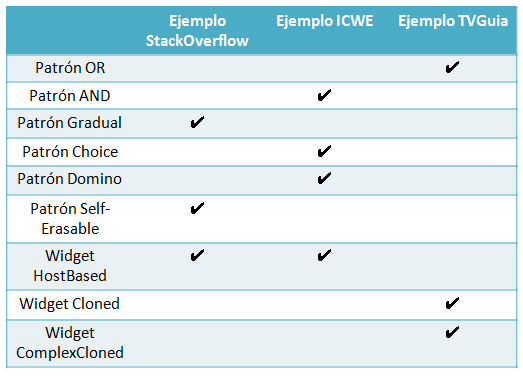 Ejemplo StackOverflow Ejemplo ICWE Ejemplo TVGuia
Patrón OR ✔
Patrón AND ✔
Patrón Gradual ✔
Patrón Choice ✔
Patrón Domino ✔
Patrón Self-
Erasable ✔
Widget
HostBased ✔ ✔
Widget Cloned ✔
Widget
ComplexCloned ✔